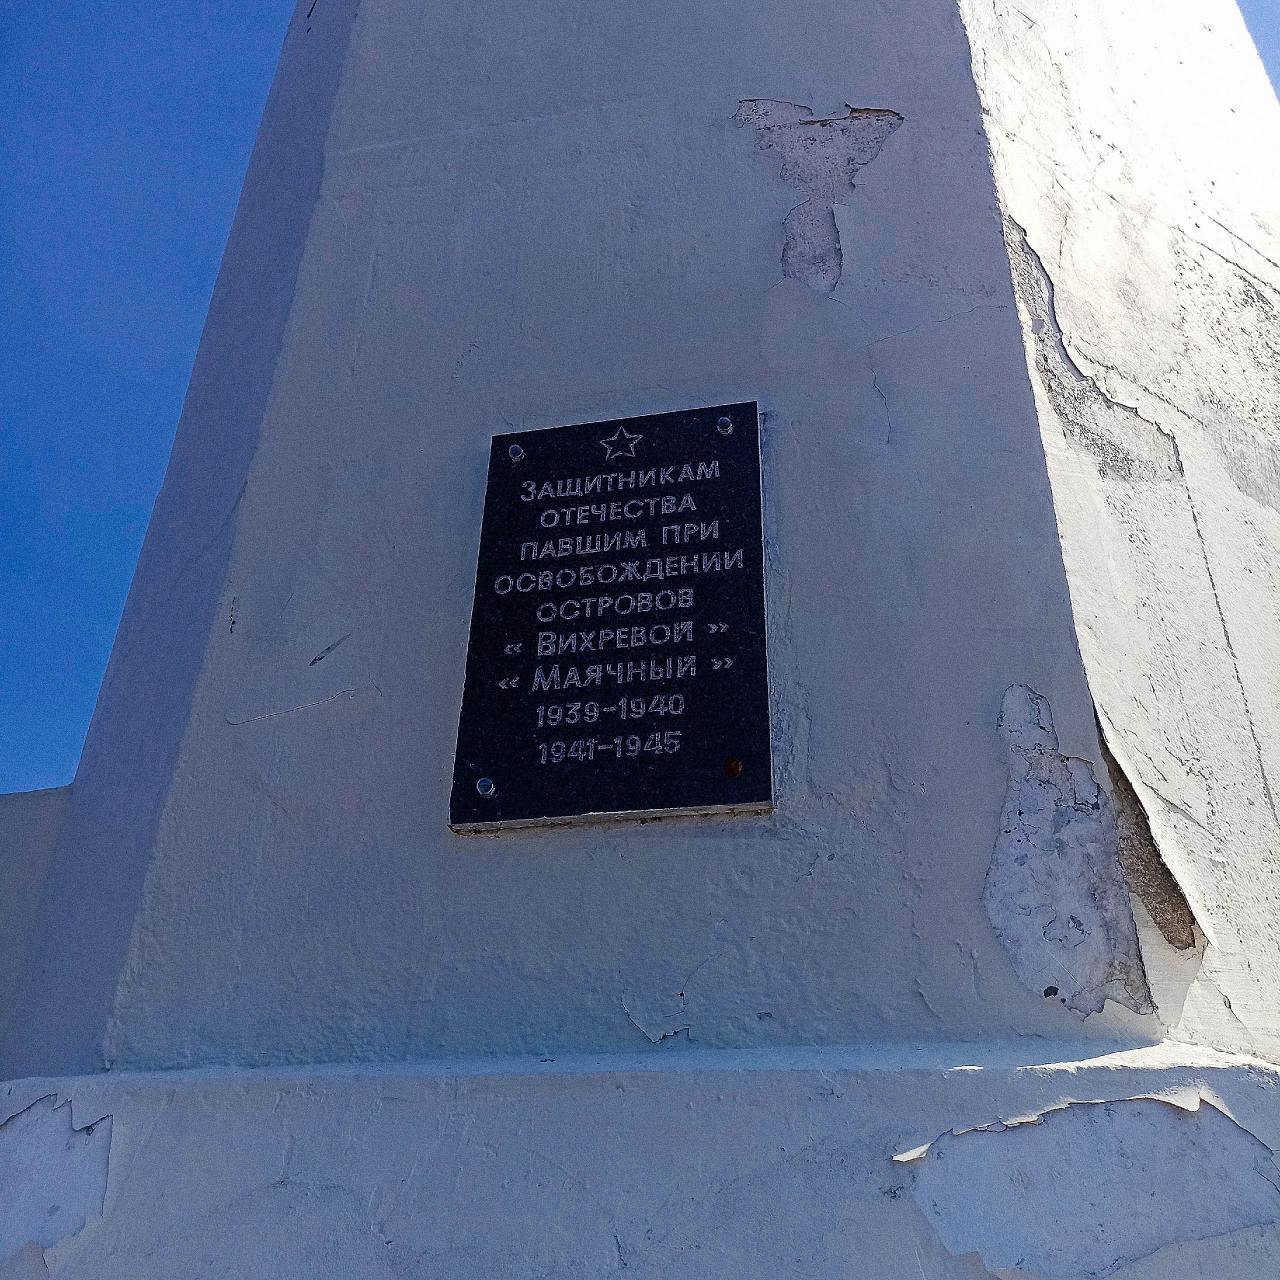 ЗАЩИТНИКАМ
ОТЕЧЕСТВА
ПАВШИМ ПРИ
ОСВОБОЖДЕНИИ
ОСТРОВОВ
« ВИХРЕВОЙ »
« МАЯЧНЫЙ »
1939-1940
1941-1945